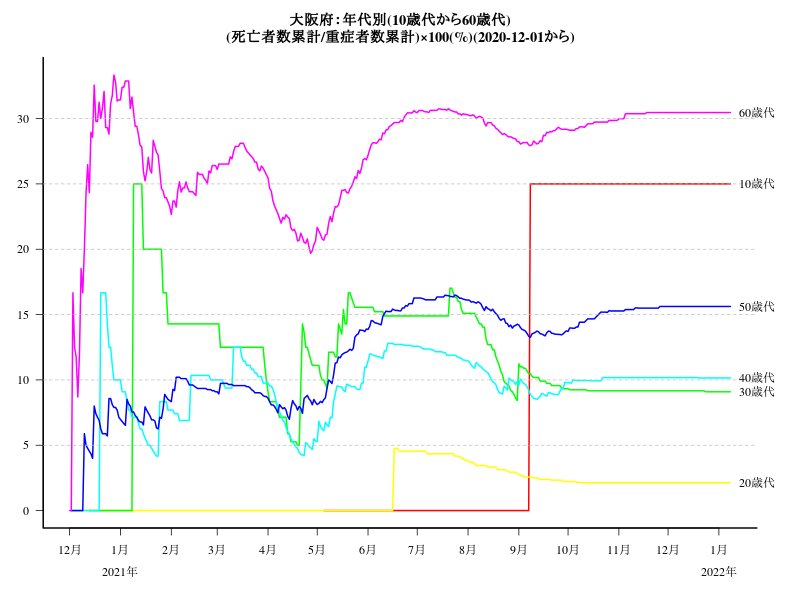 大阪府：年代別(10歳代から60歳代)
(死亡者数累計/重症者数累計)×100(%)(2020-12-01から)
30
25
20
15
10
5
0
60歳代
10歳代
50歳代
40歳代
30歳代
20歳代
12月 1月 2月 3月 4月 5月 6月 7月 8月 9月 10月 11月 12月 1月
2021年 2022年